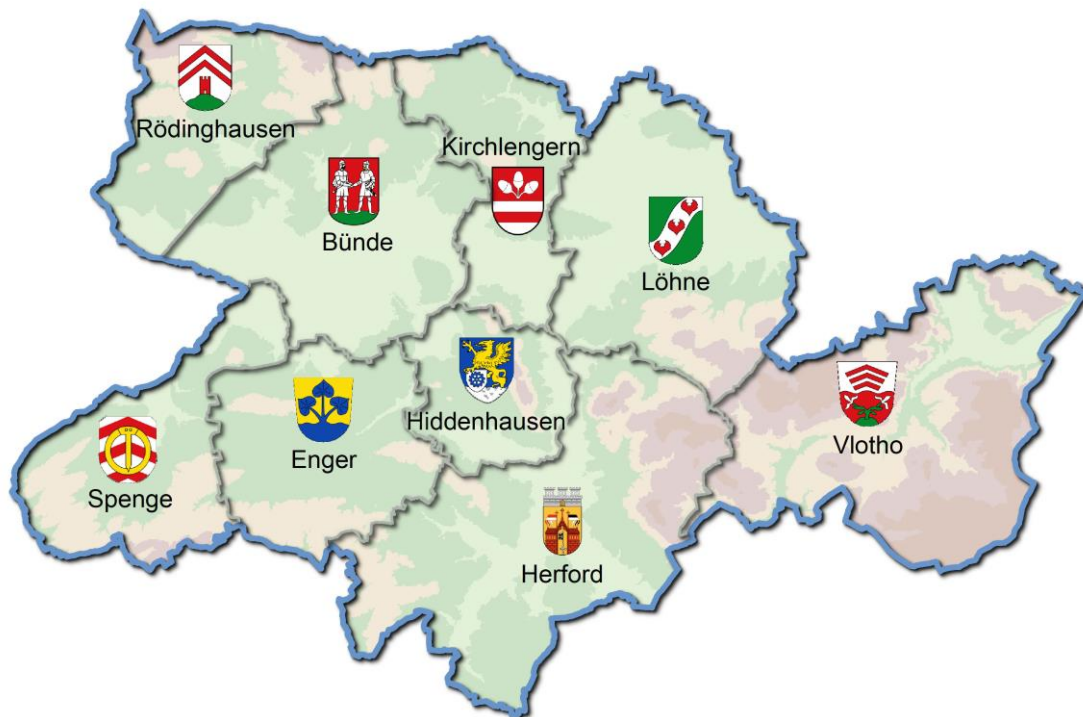 Rödinghausen
Kirchlengern
Bünde
Löhne
Hiddenhausen
Vlotho
Enger
Spenge
Herford